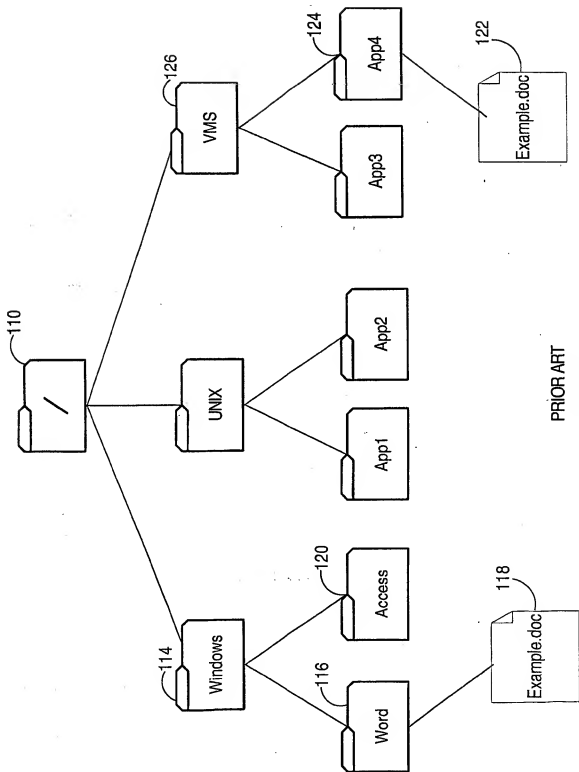 110
/
114
Windows
UNIX
126
VMS
116
Word
120
Access
App1
App2
App3
124
App4
118
Example.doc
122
Example.doc
PRIOR ART